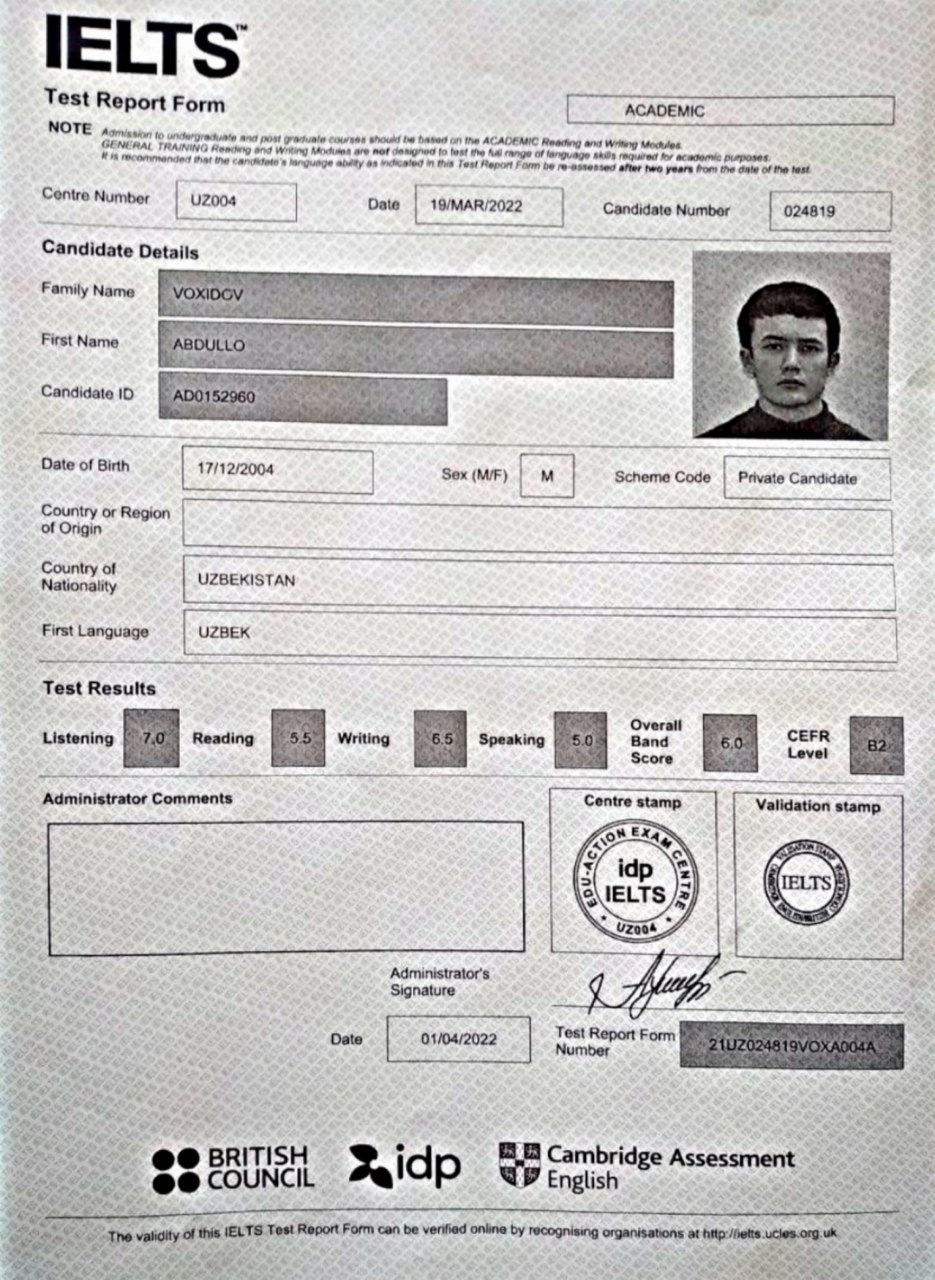 IELTS™
Test Report Form
ACADEMIC
NOTE Admission to undergraduate and post graduate courses should be based on the ACADEMIC Reading and Writing Modules.
GENERAL TRAINING Reading and Writing Modules are not designed to test the full range of language skills required for academic purposes.
It is recommended that the candidate's language ability as indicated in this Test Report Form be re-assessed after two years from the date of the test.
Centre Number UZ004 Date 19/MAR/2022 Candidate Number 024819
Candidate Details
Family Name VOXIDGV
First Name ABDULLO
Candidate ID AD0152960
Date of Birth 17/12/2004 Sex (M/F) M Scheme Code Private Candidate
Country or Region
of Origin
Country of
Nationality UZBEKISTAN
First Language UZBEK
Test Results
Listening 7.0 Reading 5.5 Writing 6.5 Speaking 5.0 Overall Band Score 6.0 CEFR Level B2
Administrator Comments
Centre stamp
EDU-ACTION EXAM CENTRE
idp
IELTS
UZ004
Validation stamp
VALIDATION STAMP
IELTS
Administrator's
Signature
Date 01/04/2022
Test Report Form
Number 21UZ024819VOXA004A
BRITISH
COUNCIL
idp
Cambridge Assessment
English
The validity of this IELTS Test Report Form can be verified online by recognising organisations at http://ielts.ucles.org.uk